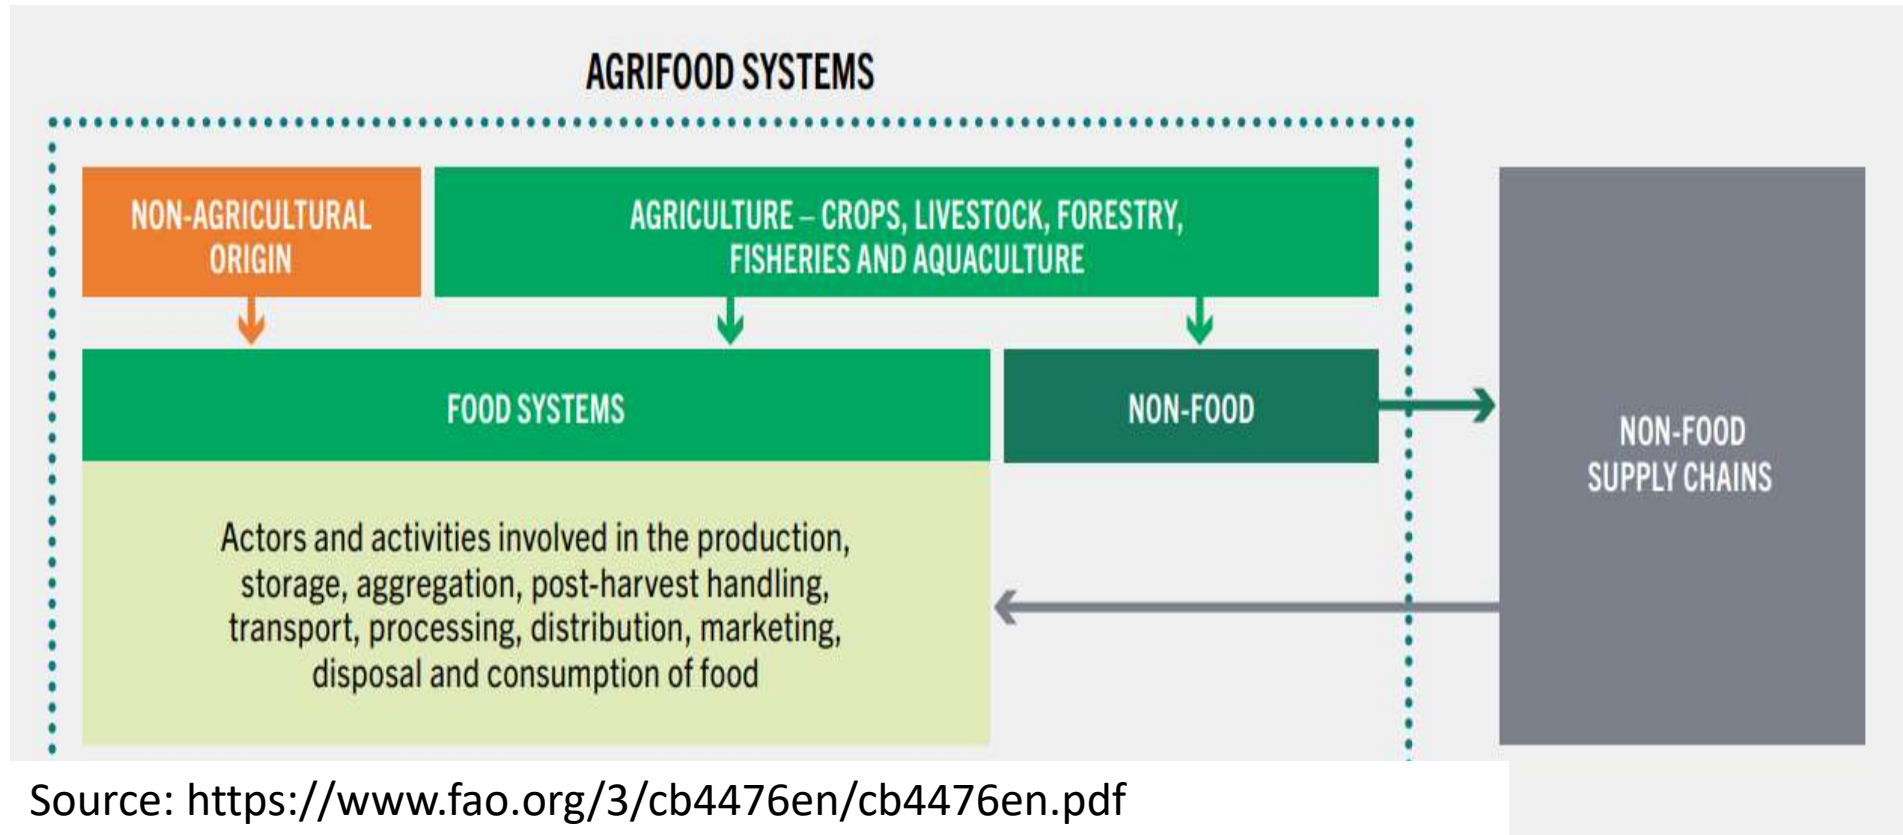 AGRIFOOD SYSTEMS
NON-AGRICULTURAL
ORIGIN
AGRICULTURE – CROPS, LIVESTOCK, FORESTRY,
FISHERIES AND AQUACULTURE
FOOD SYSTEMS
NON-FOOD
NON-FOOD
SUPPLY CHAINS
Actors and activities involved in the production,
storage, aggregation, post-harvest handling,
transport, processing, distribution, marketing,
disposal and consumption of food
Source: https://www.fao.org/3/cb4476en/cb4476en.pdf